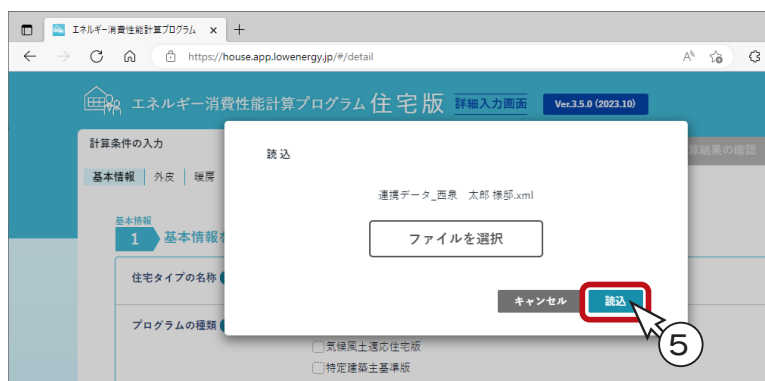 エネルギー消費性能計算プログラム
https://house.app.lowenergy.jp/#/detail
エネルギー消費性能計算プログラム 住宅版 詳細入力画面 Ver.3.5.0 (2023.10)
計算条件の入力
算結果の確認
基本情報 外皮 暖房
読込
連携データ_西泉 太郎 様邸.xml
ファイルを選択
キャンセル 読込
5
基本情報
1 基本情報を
住宅タイプの名称
プログラムの種類
気候風土適応住宅版
特定建築主基準版